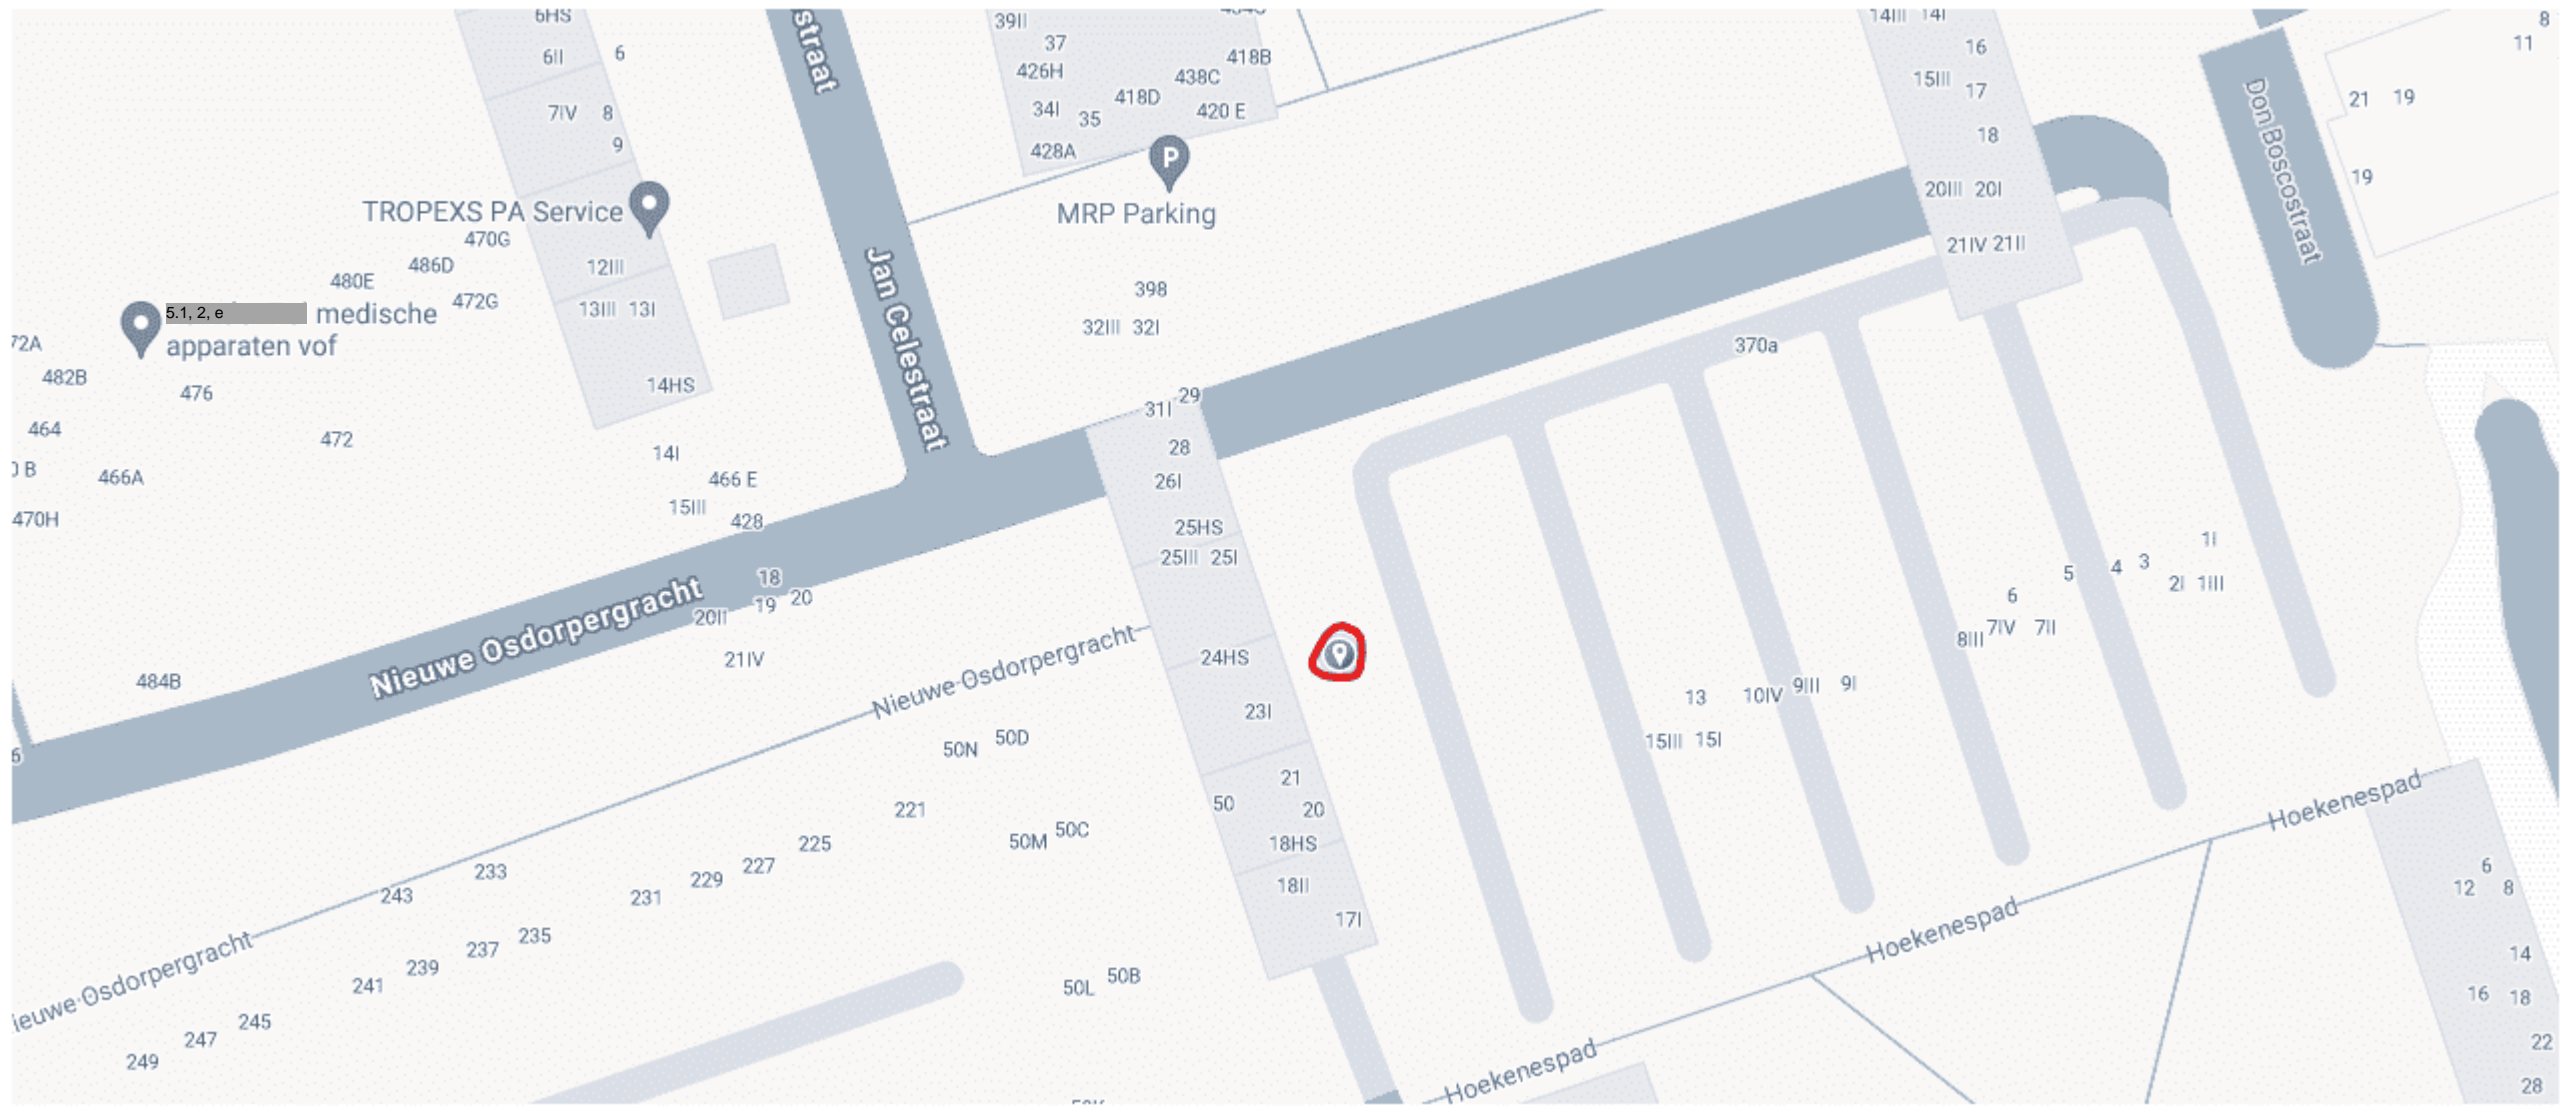 6HS
6II
6
7IV
8
9
straat
39II
37
426H
418B
438C
418D
34I
35
420 E
428A
14III 14I
16
15III
17
18
20III 20I
21IV 21II
8
11
21 19
19
Don Boscostraat
TROPEXS PA Service
470G
12III
486D
480E
472G
13III 13I
5.1, 2, e
medische
apparaten vof
72A
482B
476
14HS
464
472
466A
14I
466 E
15III
428
470H
Jan Celestraat
P
MRP Parking
398
32III 32I
31I
29
28
26I
25HS
25III 25I
24HS
23I
21
50
20
18HS
18II
17I
370a
Nieuwe Osdorpergracht
18
19
20
20II
21IV
484B
6
Nieuwe Osdorpergracht
50N
50D
221
50M
50C
225
227
229
231
233
243
235
237
239
241
245
247
249
50L
50B
ieuwe Osdorpergracht
1I
3
4
5
2I 1III
6
7IV
7II
8III
9III
9I
10IV
13
15III 15I
Hoekenespad
Hoekenespad
Hoekenespad
6
12
8
14
16
18
22
28